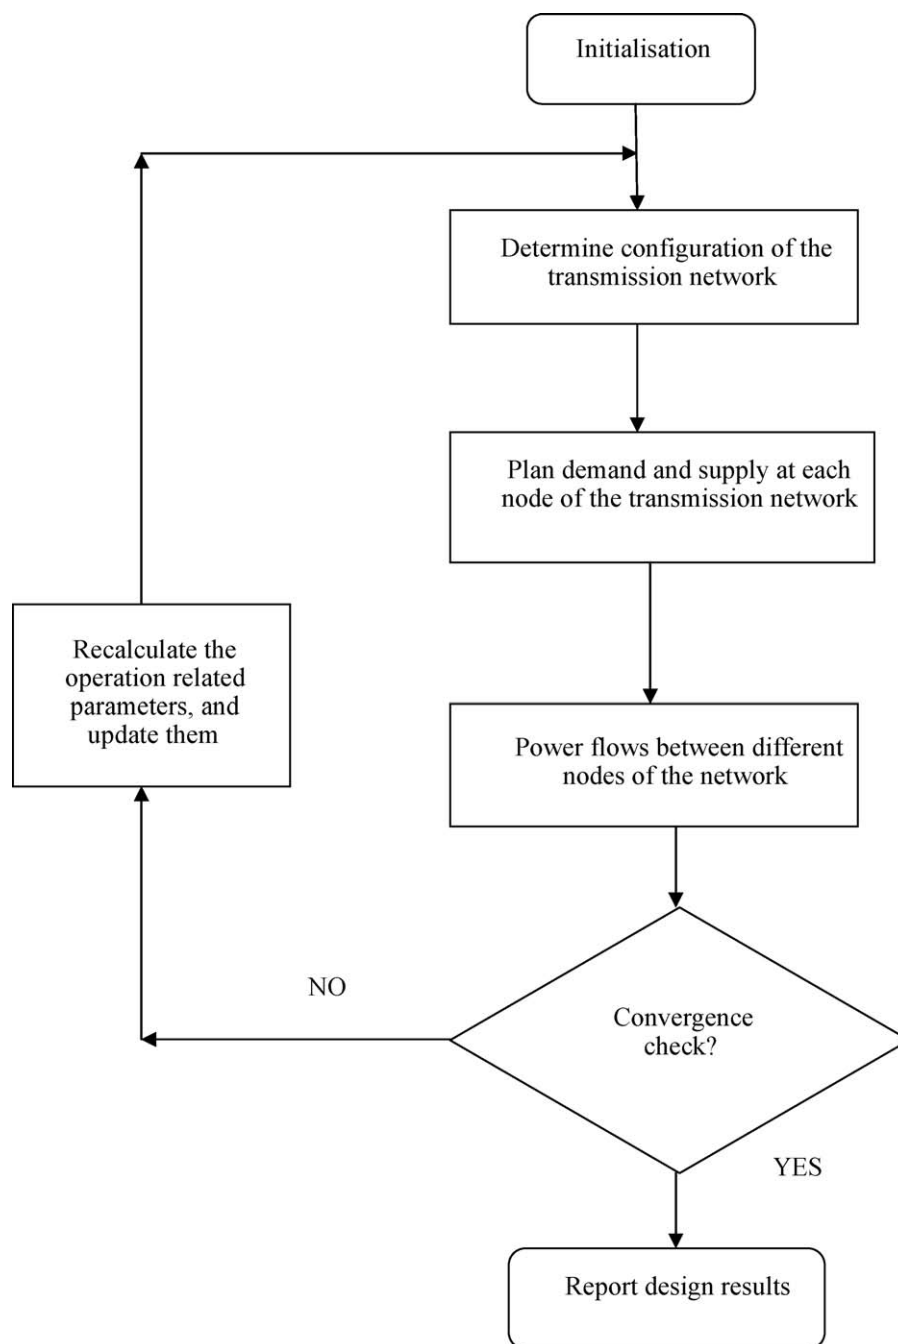 Initialisation
Determine configuration of the
transmission network
Plan demand and supply at each
node of the transmission network
Recalculate the
operation related
parameters, and
update them
Power flows between different
nodes of the network
NO
Convergence
check?
YES
Report design results